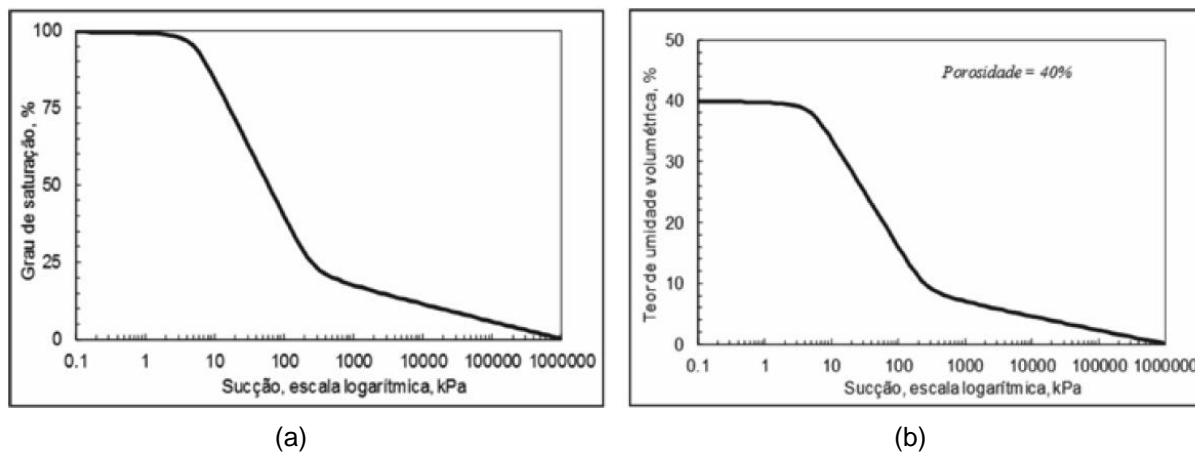 100
75
50
25
0
Grau de saturação, %
0.1 1 10 100 1000 10000 100000 1000000
Sucção, escala logarítmica, kPa
(a)
50
40
30
20
10
0
Teor de umidade volumétrica, %
Porosidade = 40%
0.1 1 10 100 1000 10000 100000 1000000
Sucção, escala logarítmica, kPa
(b)